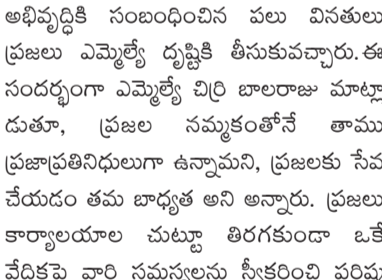 అభివృద్ధికి సంబంధించిన పలు వినతులు
ప్రజలు ఎమ్మెల్యే దృష్టికి తీసుకువచ్చారు.ఈ
సందర్భంగా ఎమ్మెల్యే చిర్రి బాలరాజు మాట్లా
డుతూ, ప్రజల నమ్మకంతోనే తాము
ప్రజాప్రతినిధులుగా ఉన్నామని, ప్రజలకు సేవ
చేయడం తమ బాధ్యత అని అన్నారు. ప్రజలు
కార్యాలయాల చుట్టూ తిరగకుండా ఒకే
వేదికపై వారి సమస్యలను స్వీకరించి పరిష్క